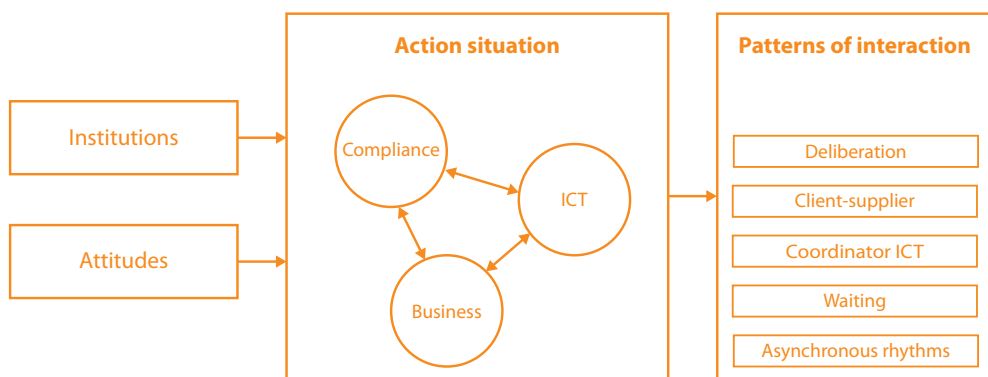 Institutions
Attitudes
Action situation
Compliance
ICT
Business
Patterns of interaction
Deliberation
Client-supplier
Coordinator ICT
Waiting
Asynchronous rhythms